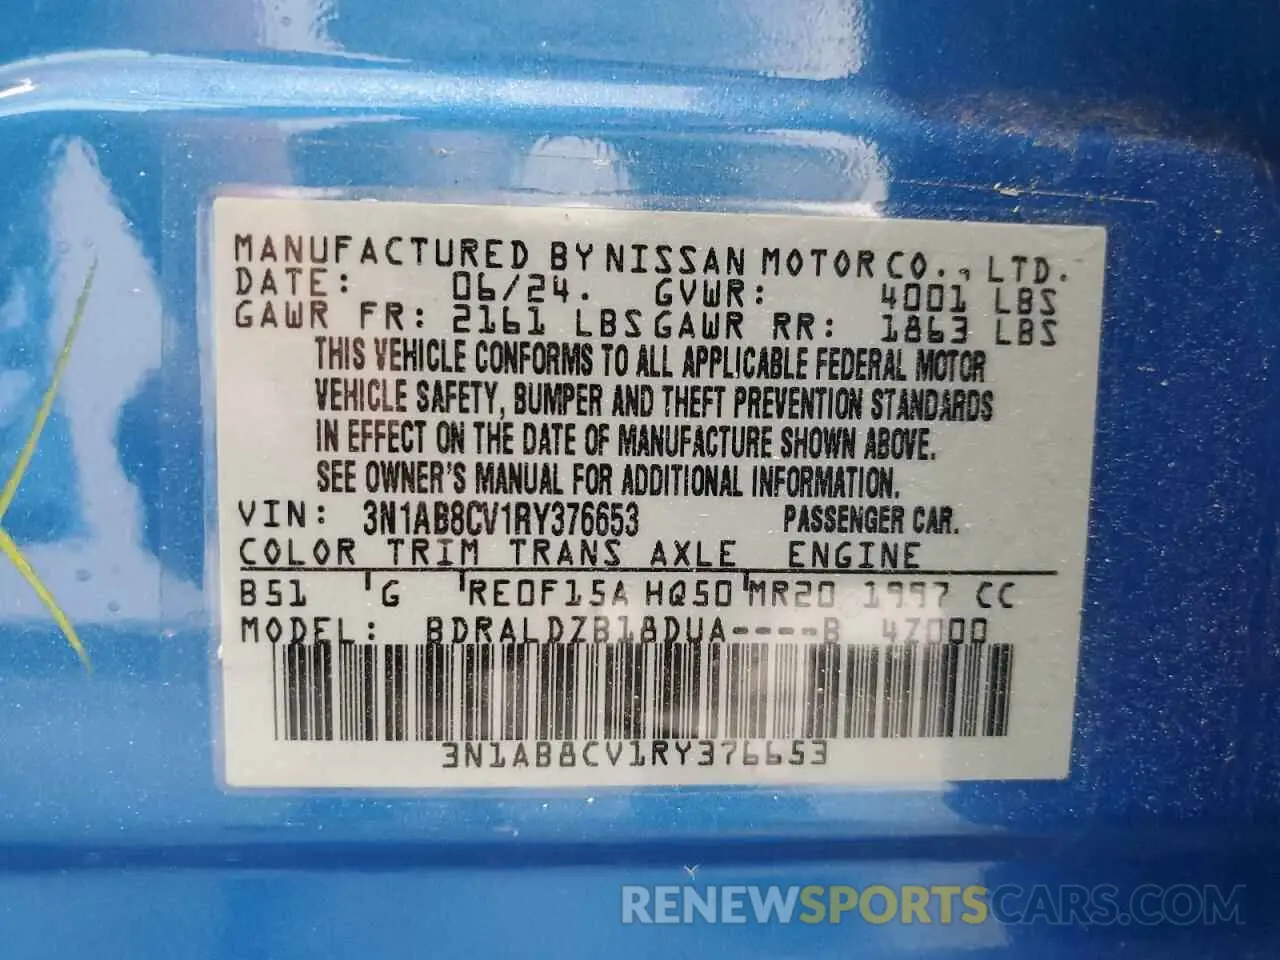 MANUFACTURED BY NISSAN MOTOR CO., LTD.
DATE: 06/24. GVWR: 4001 LBS
GAWR FR: 2161 LBS GAWR RR: 1863 LBS
THIS VEHICLE CONFORMS TO ALL APPLICABLE FEDERAL MOTOR
VEHICLE SAFETY, BUMPER AND THEFT PREVENTION STANDARDS
IN EFFECT ON THE DATE OF MANUFACTURE SHOWN ABOVE.
SEE OWNER'S MANUAL FOR ADDITIONAL INFORMATION.
VIN: 3N1AB8CV1RY376653 PASSENGER CAR.
COLOR TRIM TRANS AXLE ENGINE
B51 G RE0F15A HQ50 MR20 1997 CC
MODEL: BDRALDZB18DUA----B 4Z000
3N1AB8CV1RY376653
RENEWSPORTSCARS.COM